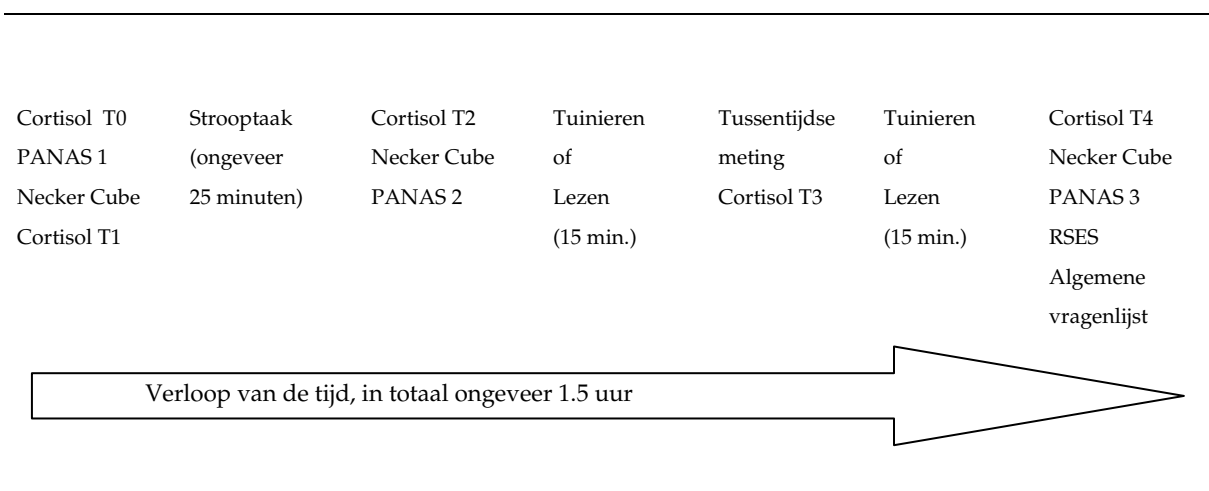 Cortisol T0
PANAS 1
Necker Cube
Cortisol T1
Strooptaak
(ongeveer
25 minuten)
Cortisol T2
Necker Cube
PANAS 2
Tuinieren
of
Lezen
(15 min.)
Tussentijdse
meting
Cortisol T3
Tuinieren
of
Lezen
(15 min.)
Cortisol T4
Necker Cube
PANAS 3
RSES
Algemene
vragenlijst
Verloop van de tijd, in totaal ongeveer 1.5 uur